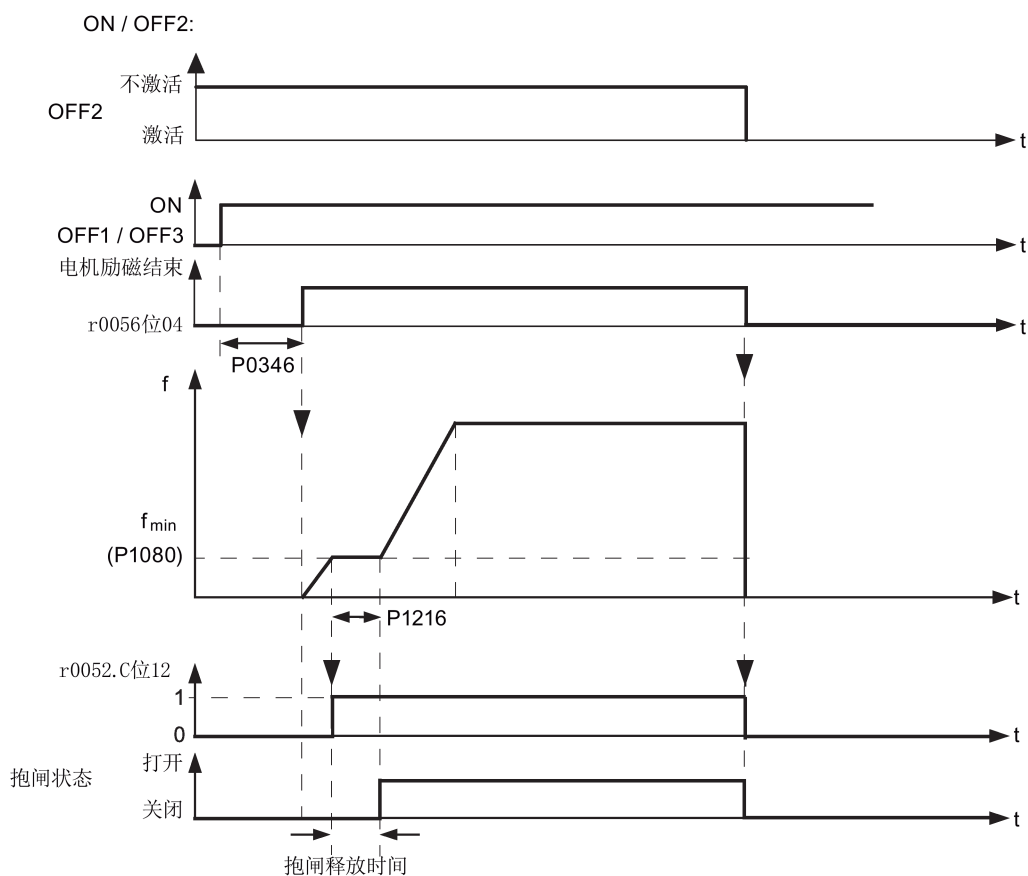 ON / OFF2:
不激活
OFF2
激活
t
ON
OFF1 / OFF3
t
电机励磁结束
r0056位04
t
P0346
f
fmin
(P1080)
t
P1216
r0052.C位12
1
0
t
打开
抱闸状态
关闭
t
抱闸释放时间